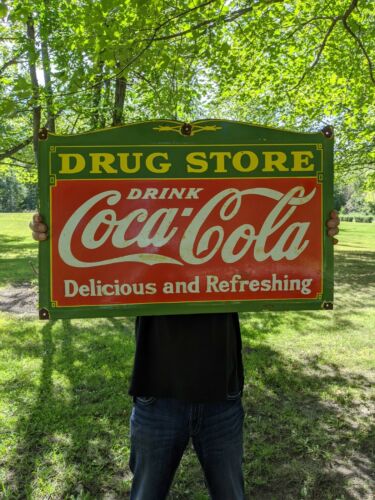 DRUG STORE
DRINK
Coca-Cola
Delicious and Refreshing